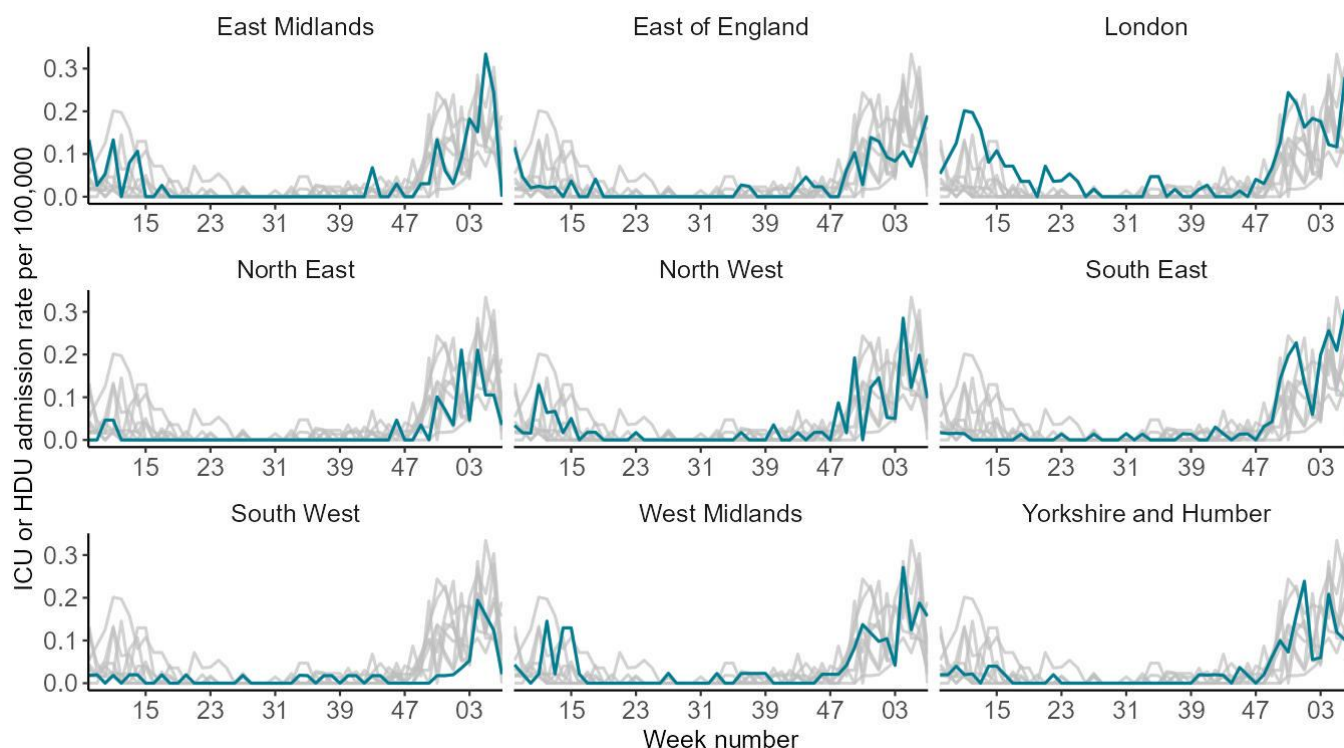 East Midlands East of England London
0.3
0.2
0.1
0.0
15 23 31 39 47 03 15 23 31 39 47 03 15 23 31 39 47 03
North East North West South East
0.3
0.2
0.1
0.0
15 23 31 39 47 03 15 23 31 39 47 03 15 23 31 39 47 03
South West West Midlands Yorkshire and Humber
0.3
0.2
0.1
0.0
15 23 31 39 47 03 15 23 31 39 47 03 15 23 31 39 47 03
ICU or HDU admission rate per 100,000
Week number